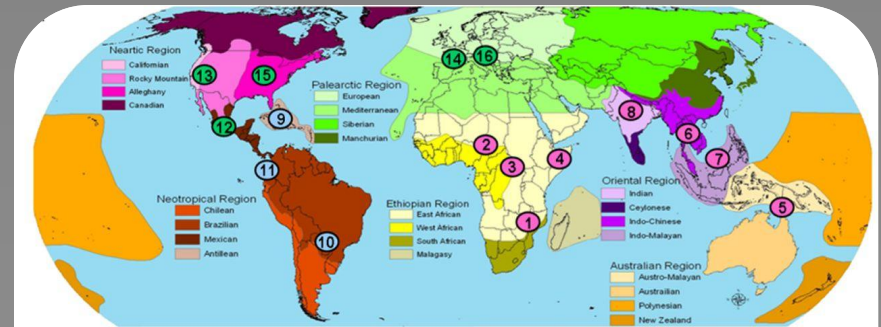 Neartic Region
Californian
Rocky Mountain
Alleghany
Canadian
13
15
12
9
11
10
Palearctic Region
European
Mediterranean
Siberian
Manchurian
14
16
Neotropical Region
Chilean
Brazilian
Mexican
Antillean
Ethiopian Region
East African
West African
South African
Malagasy
2
3
4
1
8
6
7
5
Oriental Region
Indian
Ceylonese
Indo-Chinese
Indo-Malayan
Australian Region
Austro-Malayan
Austrailian
Polynesian
New Zealand